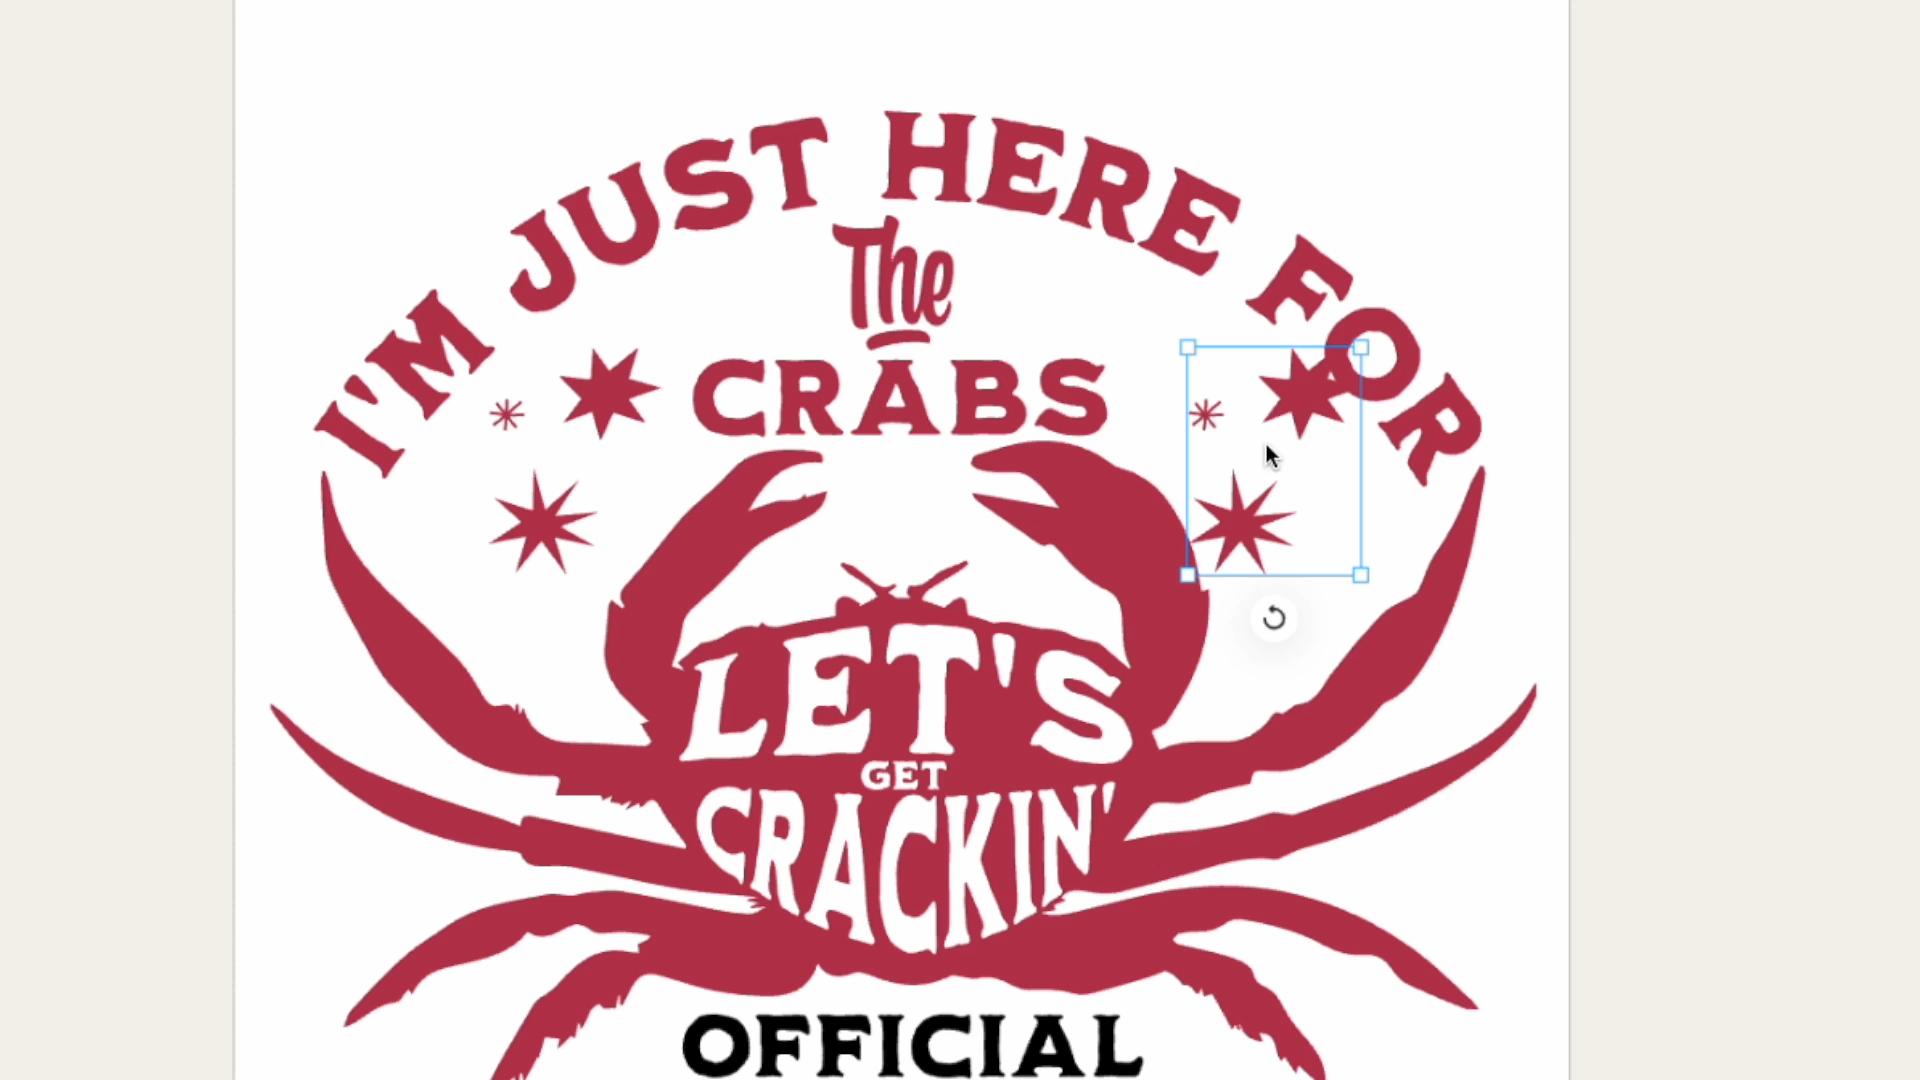 I'M JUST HERE FOR
The
CRABS
LET'S
GET
CRACKIN'
OFFICIAL